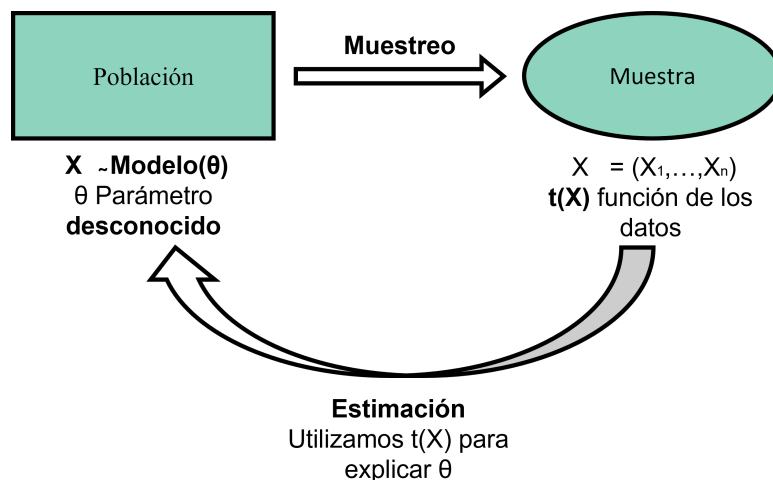 Población
Muestreo
Muestra
X ~Modelo(θ)
θ Parámetro
desconocido
X = (X₁,…,Xₙ)
t(X) función de los
datos
Estimación
Utilizamos t(X) para
explicar θ